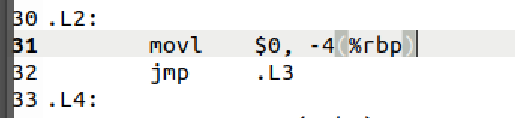 30 .L2:
31 movl $0, -4(%rbp)
32 jmp .L3
33 .L4: